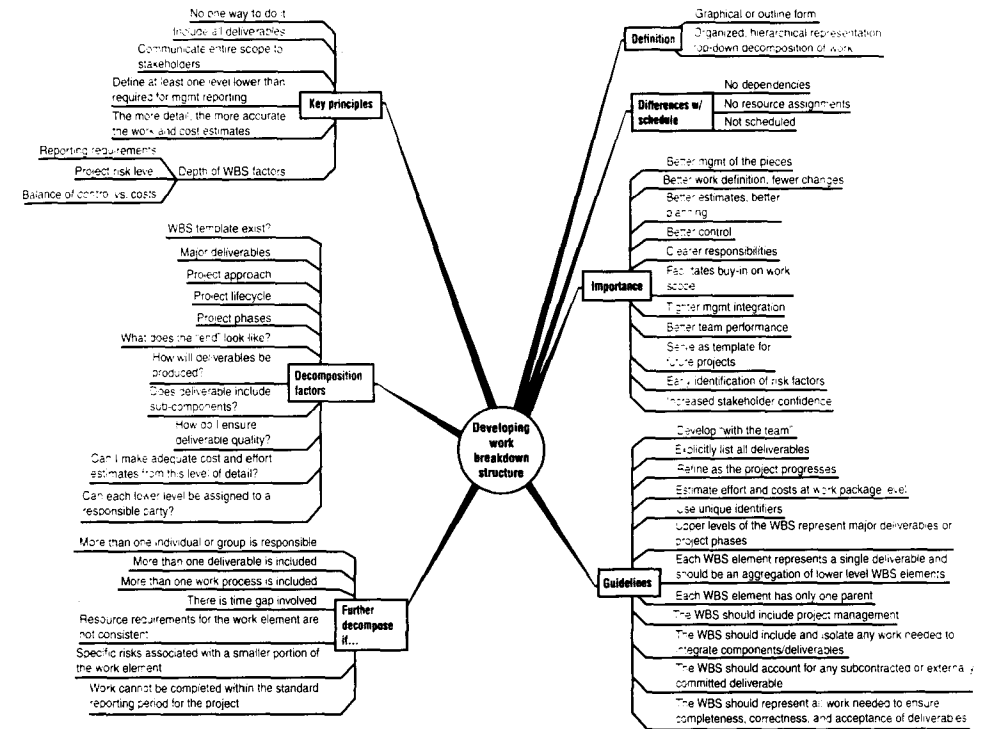 No one way to do it
Include all deliverables
Communicate entire scope to
stakeholders
Define at least one level lower than
required for mgmt reporting
The more detail, the more accurate
the work and cost estimates
Reporting requirements
Project risk level
Balance of control vs. costs
Depth of WBS factors
Key principles
WBS template exist?
Major deliverables
Project approach
Project lifecycle
Project phases
What does the "end" look like?
How will deliverables be
produced?
Does deliverable include
sub-components?
How do I ensure
deliverable quality?
Can I make adequate cost and effort
estimates from this level of detail?
Can each lower level be assigned to a
responsible party?
Decomposition
factors
More than one individual or group is responsible
More than one deliverable is included
More than one work process is included
There is time gap involved
Resource requirements for the work element are
not consistent
Specific risks associated with a smaller portion of
the work element
Work cannot be completed within the standard
reporting period for the project
Further
decompose
if...
Developing
work
breakdown
structure
Definition
Graphical or outline form
Organized, hierarchical representation
top-down decomposition of work
Differences w/
schedule
No dependencies
No resource assignments
Not scheduled
Importance
Better mgmt of the pieces
Better work definition, fewer changes
Better estimates, better
planning
Better control
Clearer responsibilities
Facilitates buy-in on work
scope
Tighter mgmt integration
Better team performance
Serve as template for
future projects
Early identification of risk factors
Increased stakeholder confidence
Guidelines
Develop "with the team"
Explicitly list all deliverables
Refine as the project progresses
Estimate effort and costs at work package level
Use unique identifiers
Upper levels of the WBS represent major deliverables or
project phases
Each WBS element represents a single deliverable and
should be an aggregation of lower level WBS elements
Each WBS element has only one parent
The WBS should include project management
The WBS should include and isolate any work needed to
integrate components/deliverables
The WBS should account for any subcontracted or externally
committed deliverable
The WBS should represent all work needed to ensure
completeness, correctness, and acceptance of deliverables